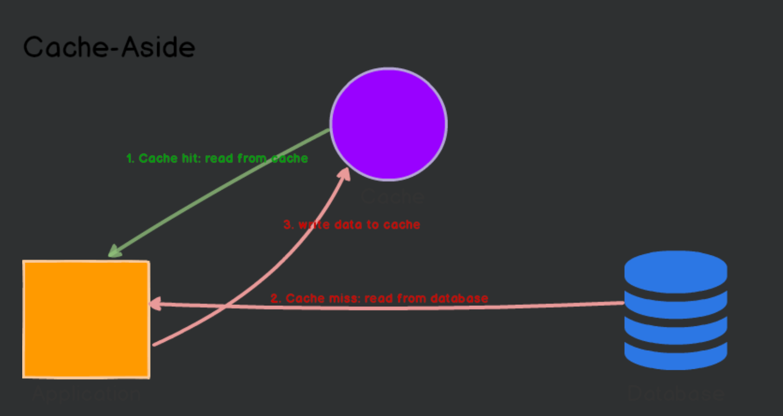 Cache-Aside
1. Cache hit: read from cache
3. write data to cache
2. Cache miss: read from database